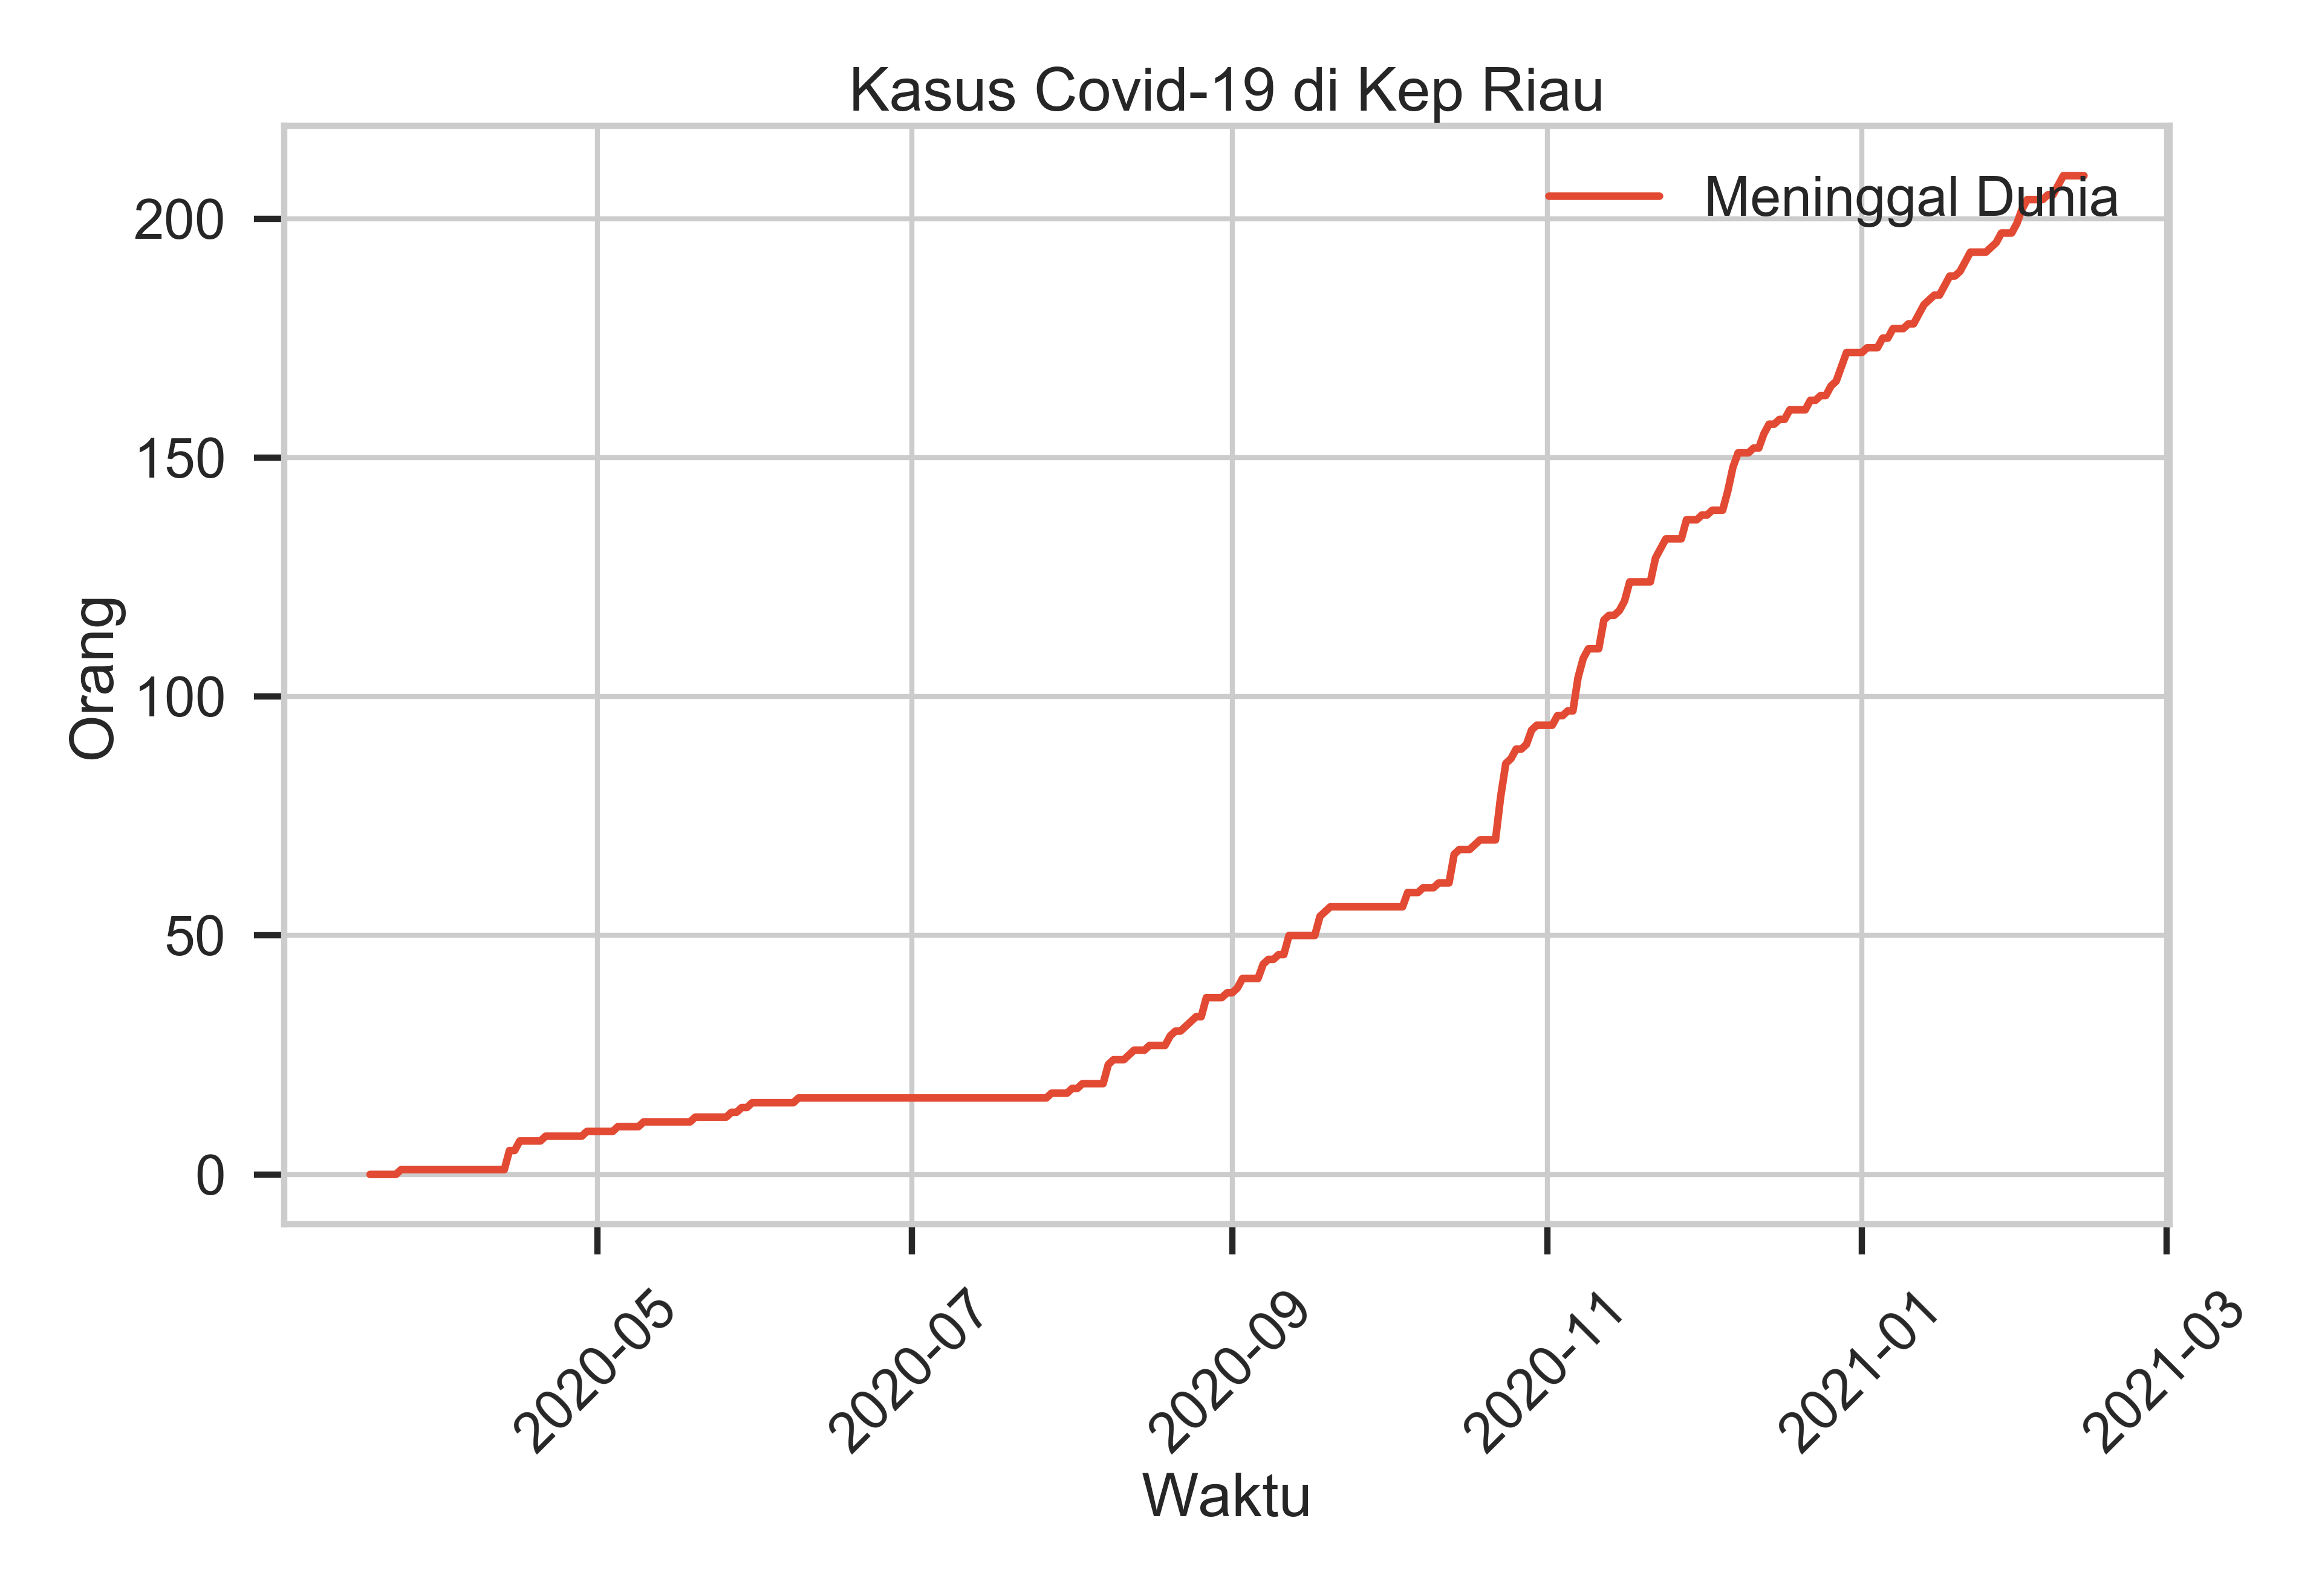 Kasus Covid-19 di Kep Riau
Meninggal Dunia
200
150
100
50
0
Orang
2020-05
2020-07
2020-09
2020-11
2021-01
2021-03
Waktu